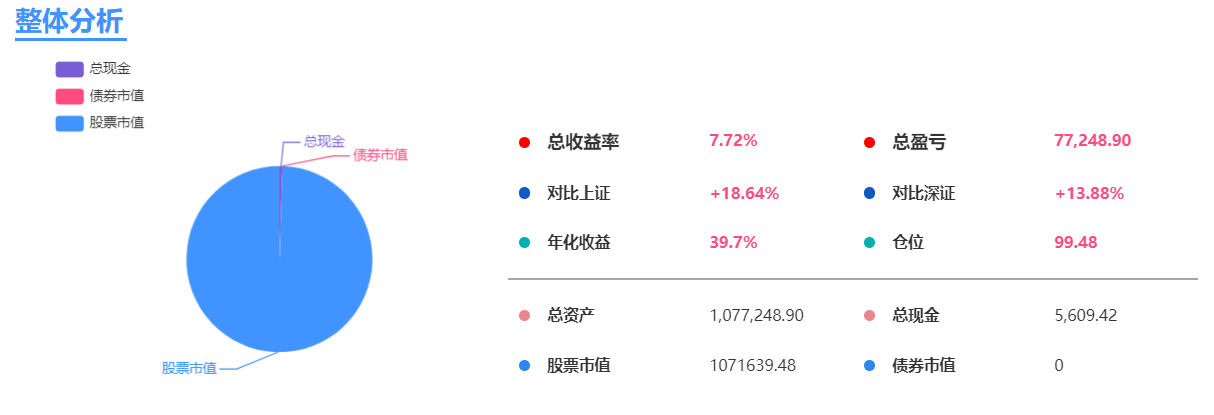 整体分析
总现金
债券市值
股票市值
总现金
债券市值
股票市值
总收益率 7.72% 总盈亏 77,248.90
对比上证 +18.64% 对比深证 +13.88%
年化收益 39.7% 仓位 99.48
总资产 1,077,248.90 总现金 5,609.42
股票市值 1071639.48 债券市值 0